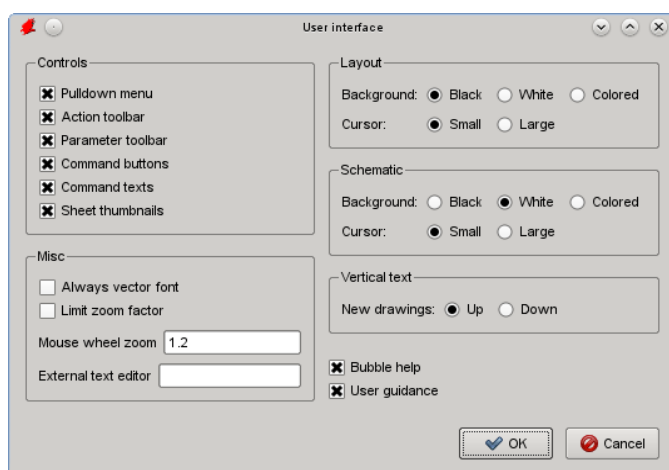 User interface
Controls
Pulldown menu
Action toolbar
Parameter toolbar
Command buttons
Command texts
Sheet thumbnails
Misc
Always vector font
Limit zoom factor
Mouse wheel zoom 1.2
External text editor
Layout
Background: Black White Colored
Cursor: Small Large
Schematic
Background: Black White Colored
Cursor: Small Large
Vertical text
New drawings: Up Down
Bubble help
User guidance
OK Cancel